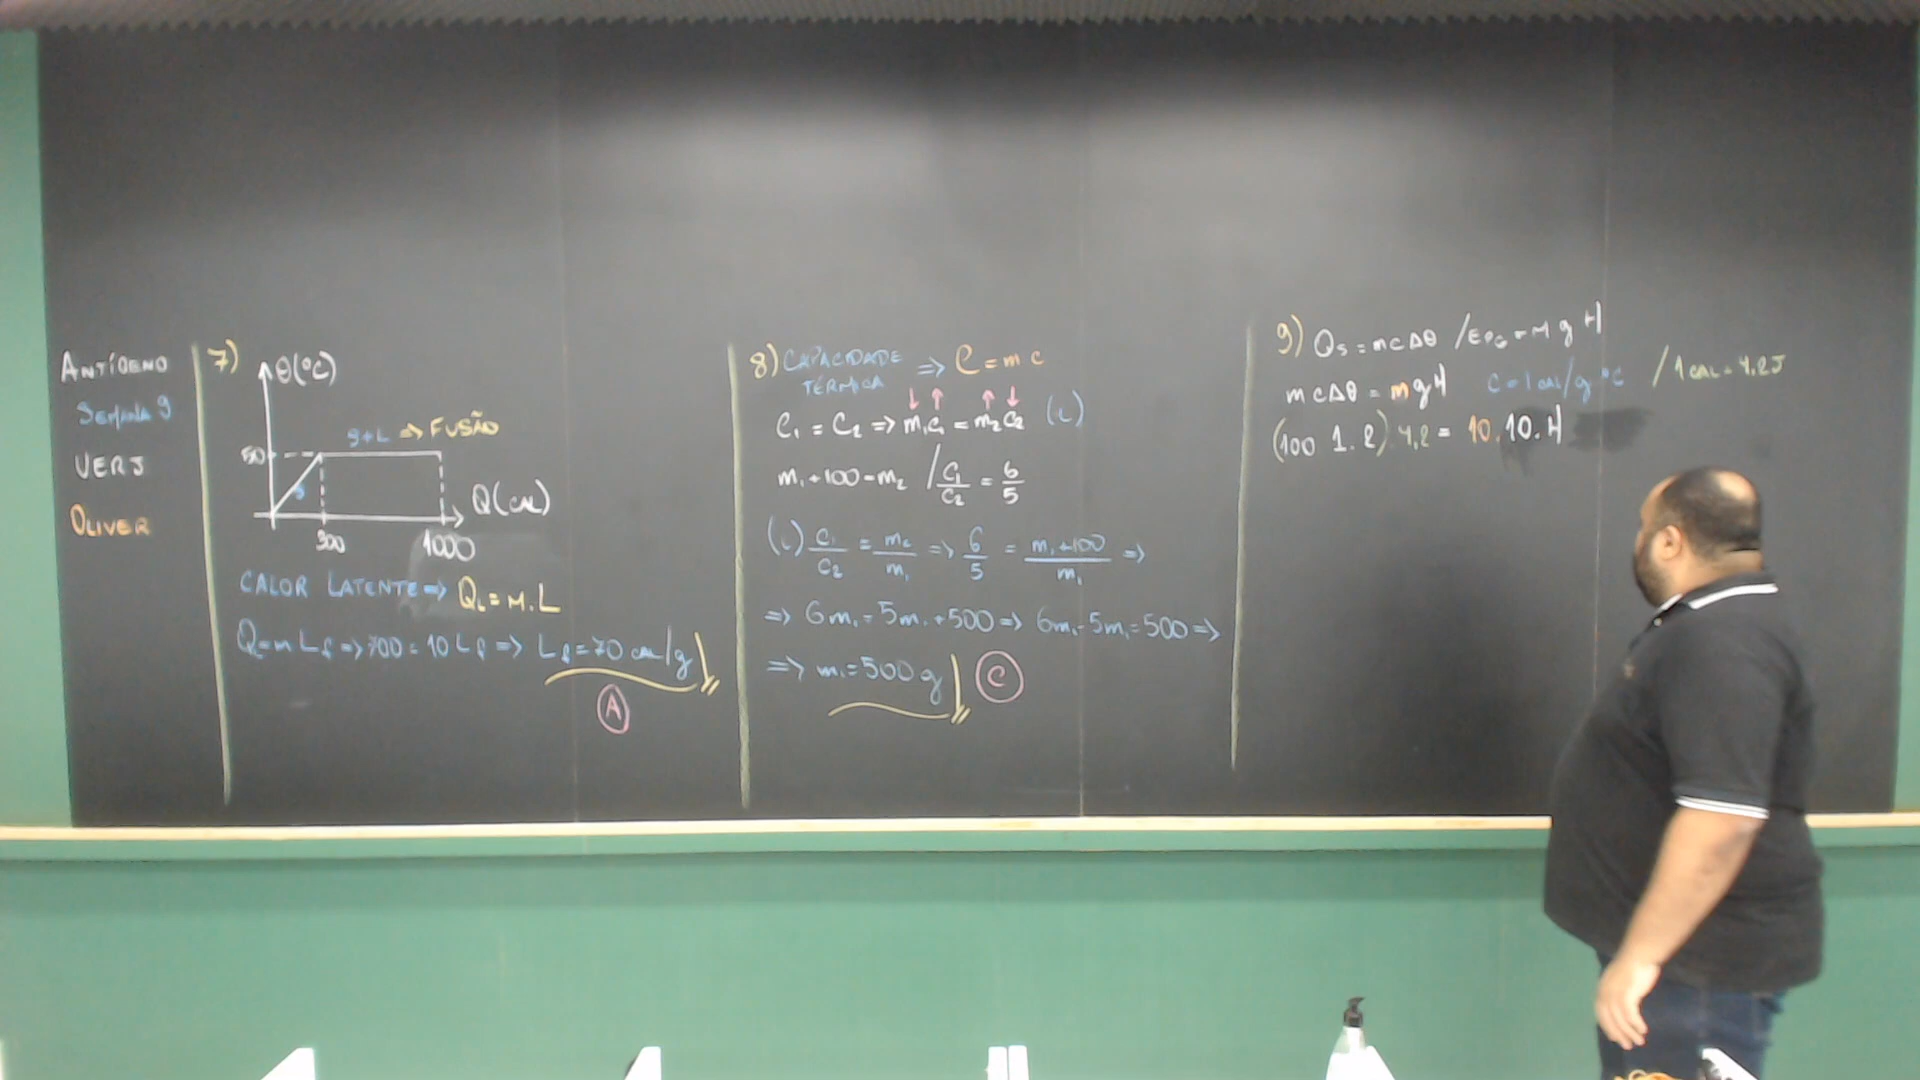 ANTÍGENO
SEMANA 9
UERJ
OLIVER
7)
θ(°C)
S+L ⇒ FUSÃO
50
S
Q(CAL)
300
1000
CALOR LATENTE ⇒ QL = M.L
Q = m Lf ⇒ 700 = 10 Lf ⇒ Lf = 70 cal/g
A
8) CAPACIDADE TÉRMICA ⇒ C = m c
↓ ↑ ↑ ↓
C₁ = C₂ ⇒ m₁c₁ = m₂c₂ (i)
m₁ + 100 = m₂ / c₁/c₂ = 6/5
(i) c₁/c₂ = m₂/m₁ ⇒ 6/5 = m₁+100/m₁ ⇒
⇒ 6m₁ = 5m₁ + 500 ⇒ 6m₁ - 5m₁ = 500 ⇒
⇒ m₁ = 500 g
C
9) QS = mcΔθ / EPG = M g H
mcΔθ = mgH C = 1 CAL/g °C / 1 CAL = 4,2J
(100 1. 2). 4,2 = 10. 10. H